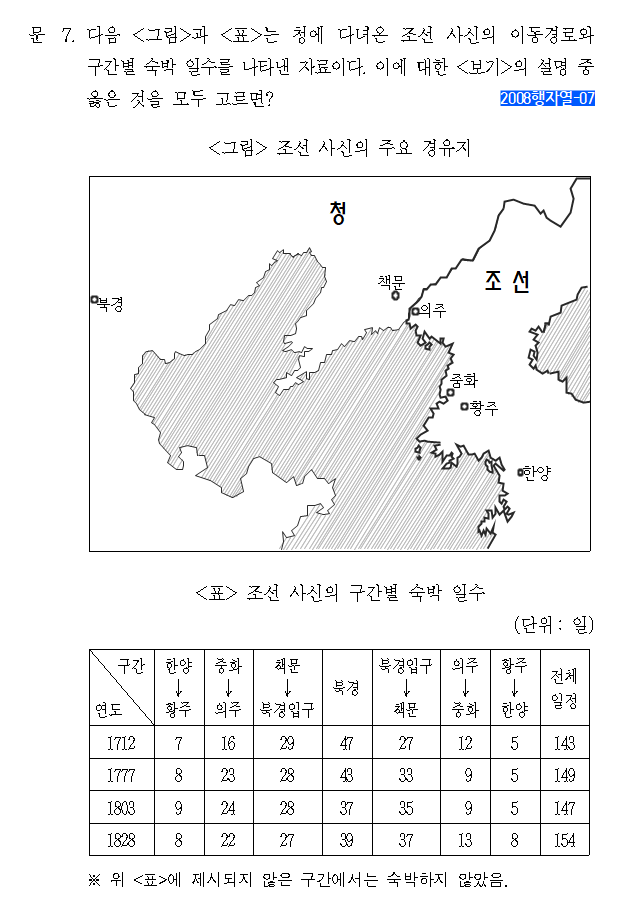 문 7. 다음 <그림>과 <표>는 청에 다녀온 조선 사신의 이동경로와
구간별 숙박 일수를 나타낸 자료이다. 이에 대한 <보기>의 설명 중
옳은 것을 모두 고르면?
2008행자열-07
<그림> 조선 사신의 주요 경유지
청
조선
책문
북경
의주
중화
황주
한양
<표> 조선 사신의 구간별 숙박 일수
(단위 : 일)
구간 연도 한양 ↓ 황주 중화 ↓ 의주 책문 ↓ 북경입구 북경 북경입구 ↓ 책문 의주 ↓ 중화 황주 ↓ 한양 전체 일정
1712 7 16 29 47 27 12 5 143
1777 8 23 28 43 33 9 5 149
1803 9 24 28 37 35 9 5 147
1828 8 22 27 39 37 13 8 154
※ 위 <표>에 제시되지 않은 구간에서는 숙박하지 않았음.